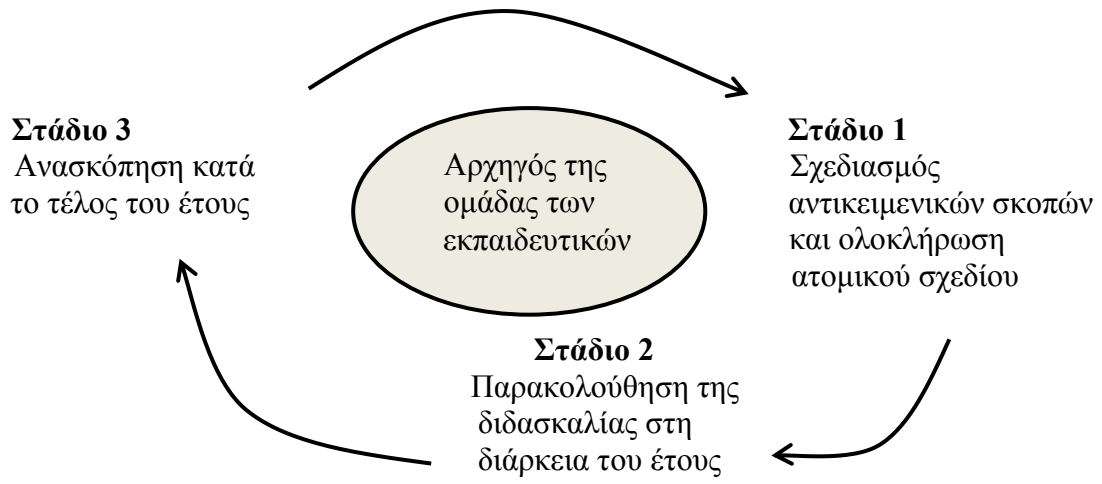 Στάδιο 3
Ανασκόπηση κατά
το τέλος του έτους
Αρχηγός της
ομάδας των
εκπαιδευτικών
Στάδιο 1
Σχεδιασμός
αντικειμενικών σκοπών
και ολοκλήρωση
ατομικού σχεδίου
Στάδιο 2
Παρακολούθηση της
διδασκαλίας στη
διάρκεια του έτους